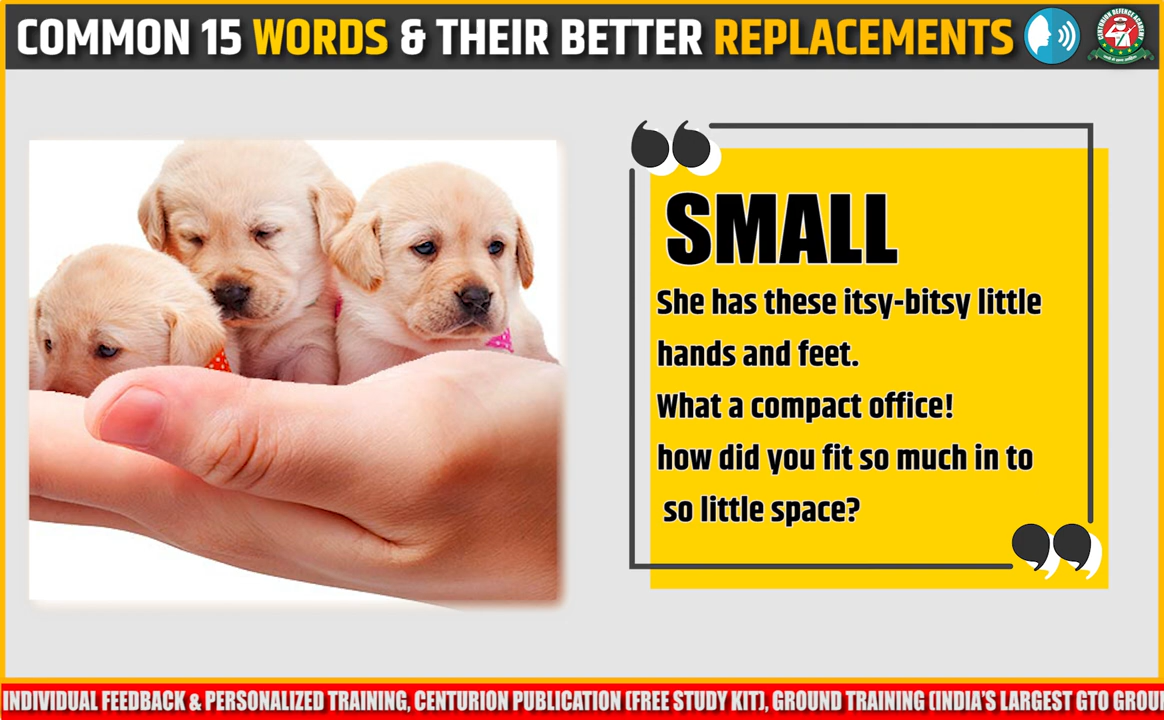 COMMON 15 WORDS & THEIR BETTER REPLACEMENTS
SMALL
She has these itsy-bitsy little
hands and feet.
What a compact office!
how did you fit so much in to
so little space?
INDIVIDUAL FEEDBACK & PERSONALIZED TRAINING, CENTURION PUBLICATION (FREE STUDY KIT), GROUND TRAINING (INDIA'S LARGEST GTO GROU